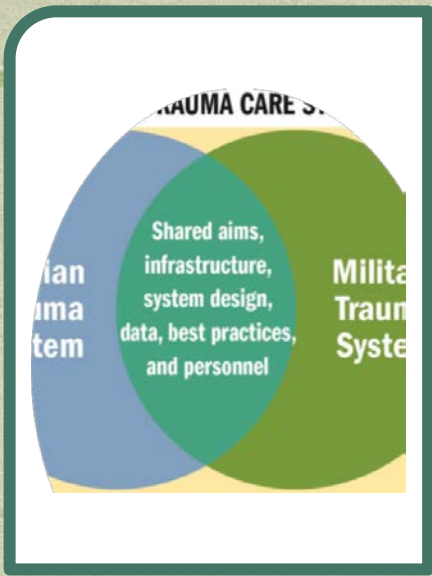 RAUMA CARE S
ian
uma
tem
Shared aims,
infrastructure,
system design,
data, best practices,
and personnel
Milita
Traum
Syste